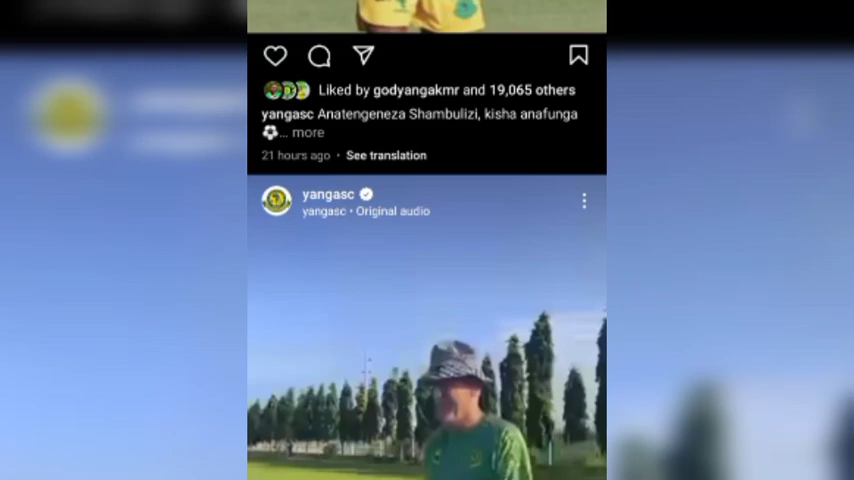 Liked by godyangakmr and 19,065 others
yangasc Anatengeneza Shambulizi, kisha anafunga
⚽... more
21 hours ago • See translation
yangasc
yangasc • Original audio